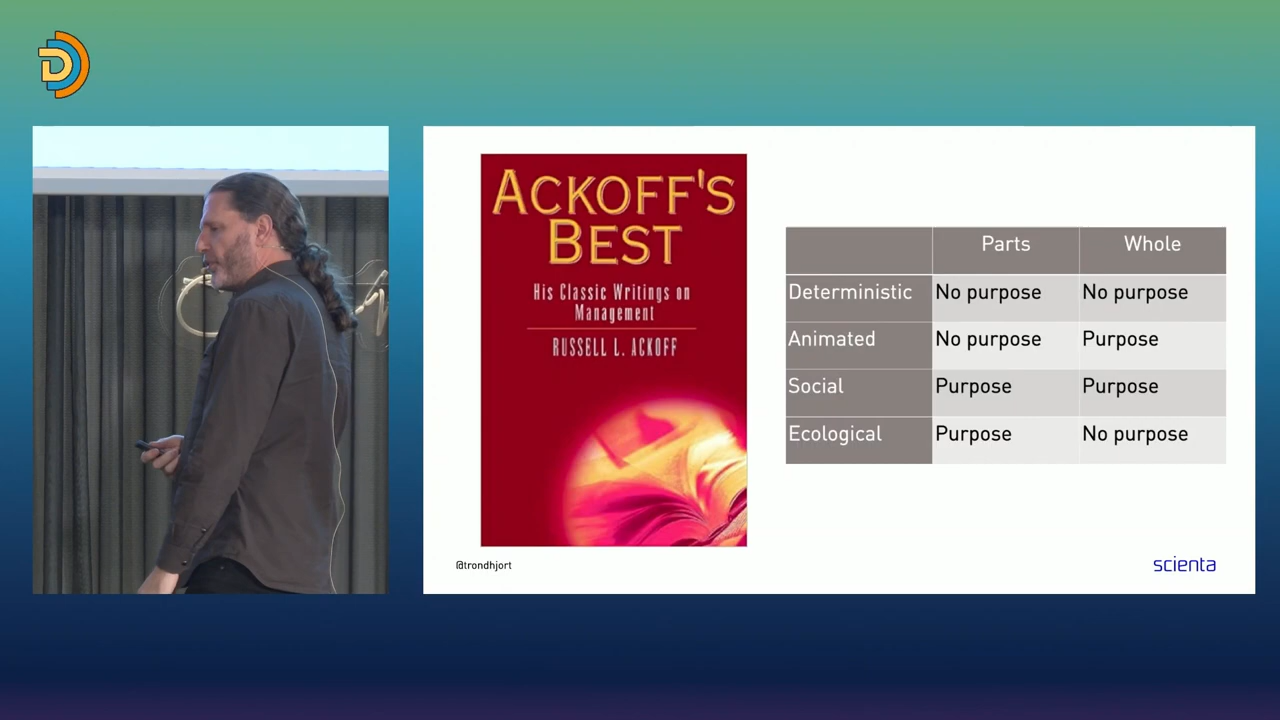 D
ACKOFF'S
BEST
His Classic Writings on
Management
RUSSELL L. ACKOFF
Parts Whole
Deterministic No purpose No purpose
Animated No purpose Purpose
Social Purpose Purpose
Ecological Purpose No purpose
@trondhjort
scienta